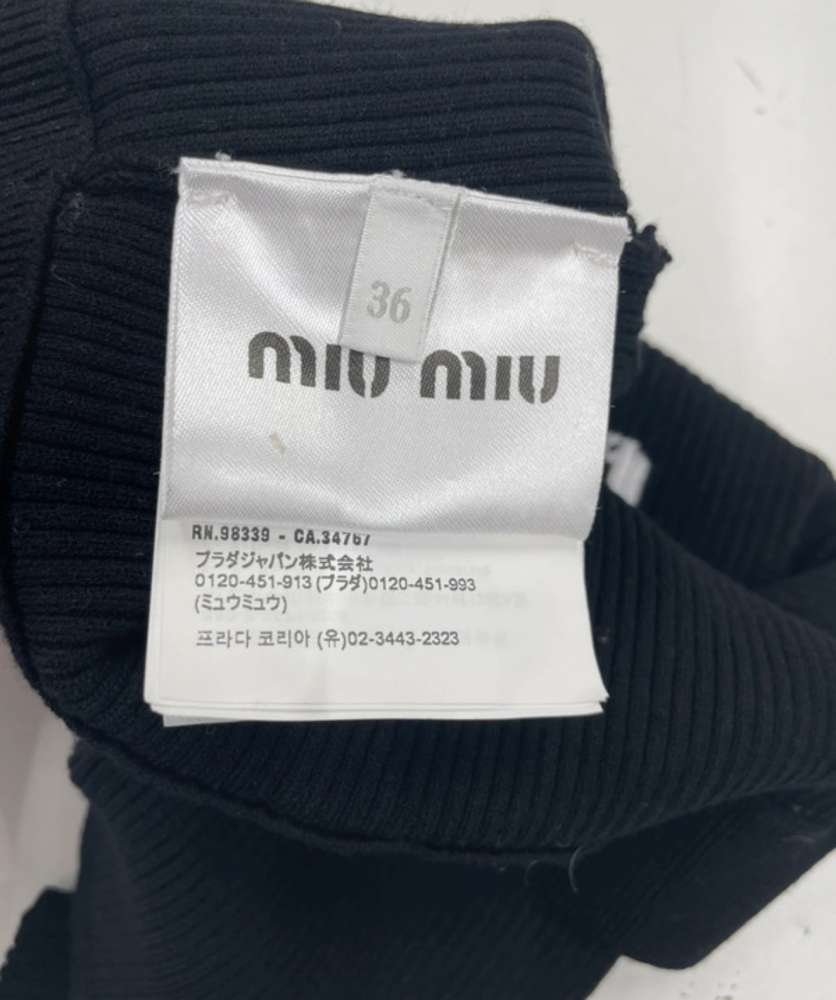 36
miu miu
RN.98339 - CA.34767
プラダジャパン株式会社
0120-451-913 (プラダ)0120-451-993
(ミュウミュウ)
프라다 코리아 (유)02-3443-2323